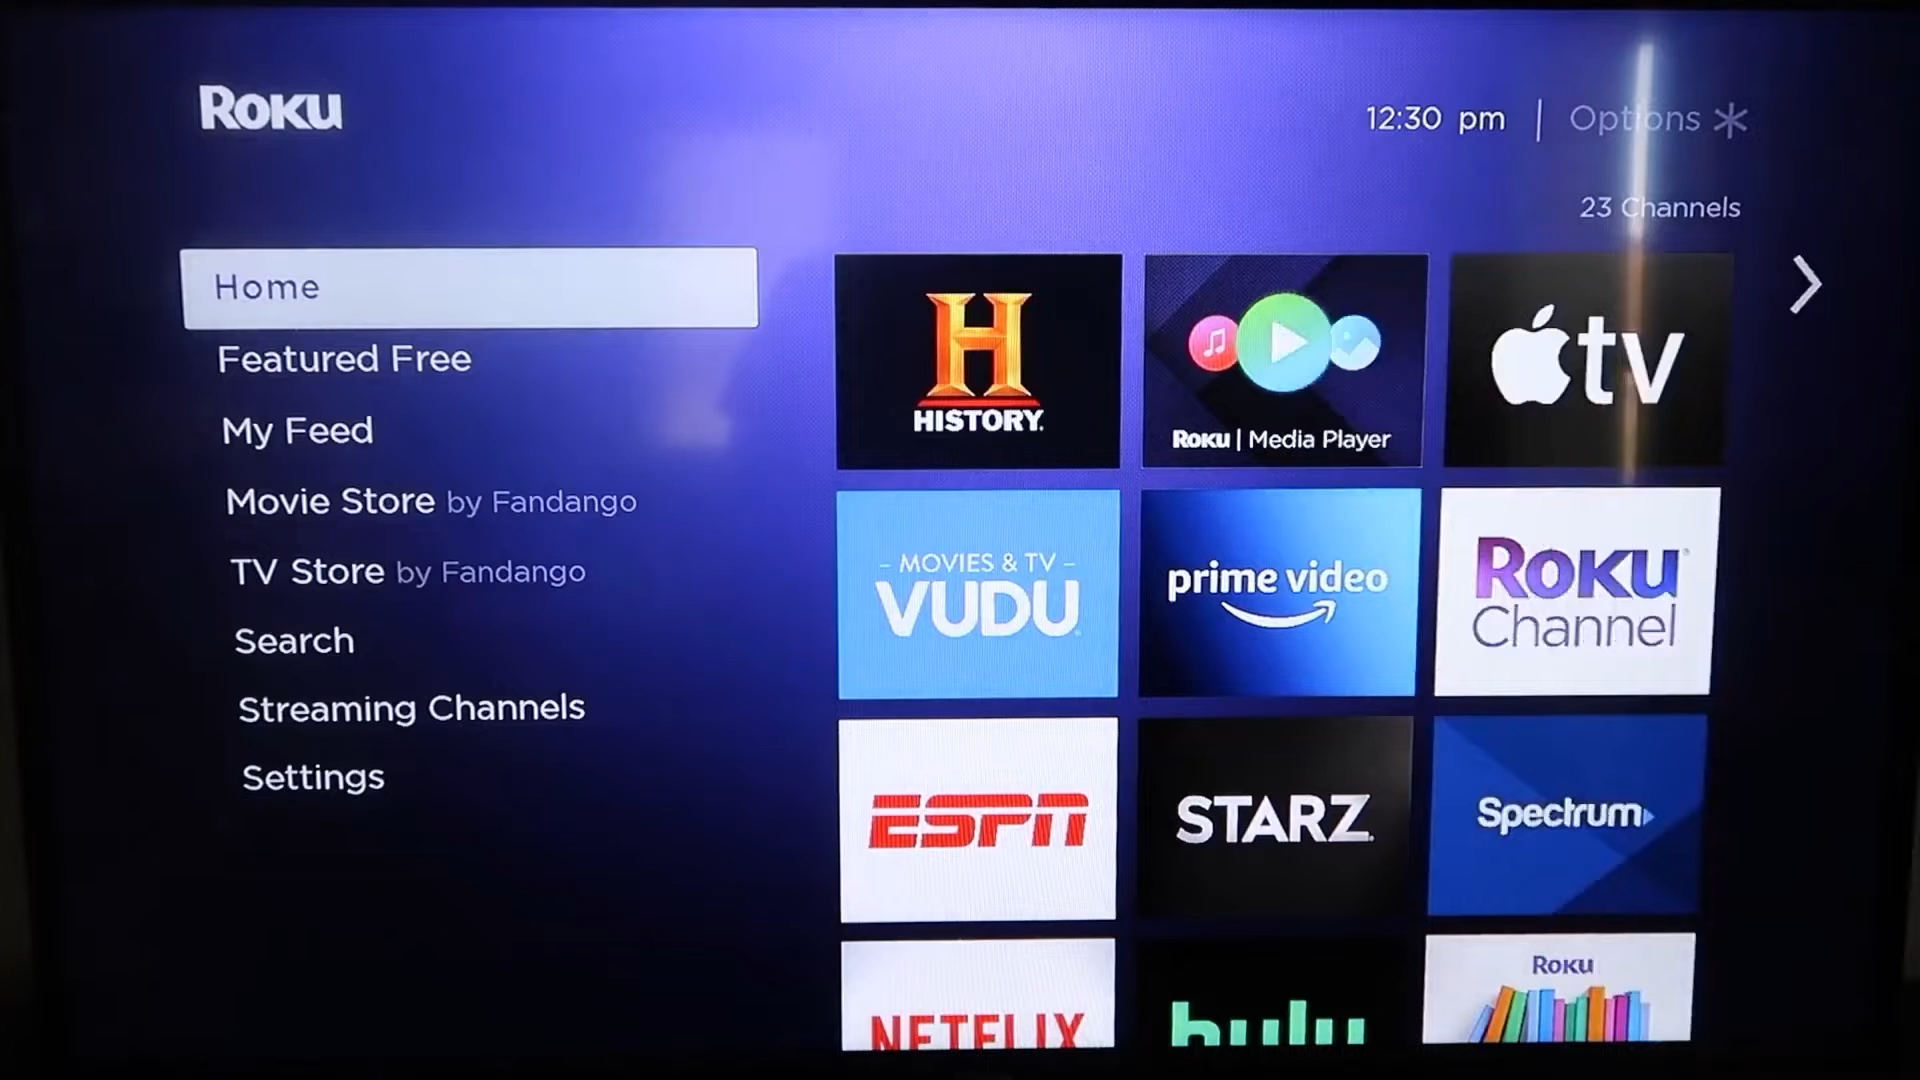 Roku
12:30 pm | Options
23 Channels
Home
Featured Free
My Feed
Movie Store by Fandango
TV Store by Fandango
Search
Streaming Channels
Settings
H
HISTORY.
Roku | Media Player
tv
- MOVIES & TV -
VUDU
prime video
Roku
Channel
ESPN
STARZ
Spectrum
NETFLIX
hulu
Roku